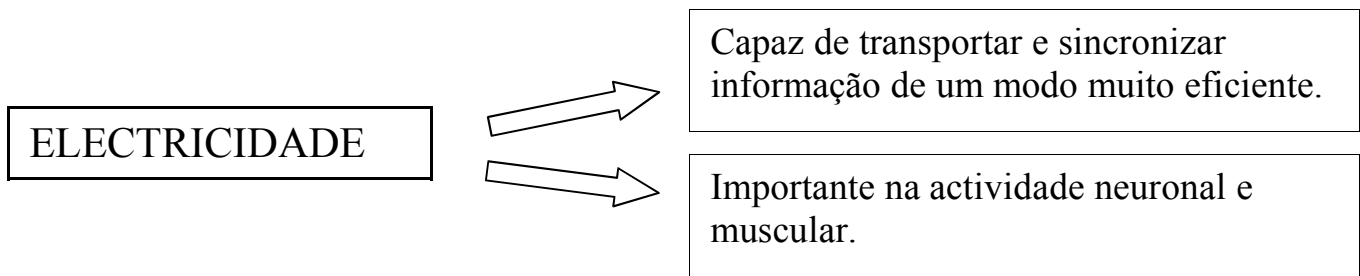 ELECTRICIDADE
Capaz de transportar e sincronizar
informação de um modo muito eficiente.
Importante na actividade neuronal e
muscular.